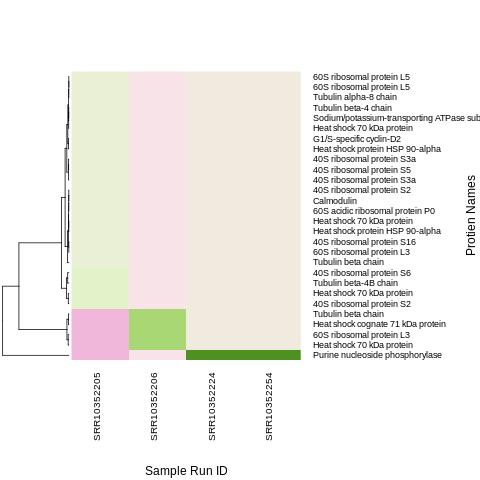 60S ribosomal protein L5
60S ribosomal protein L5
Tubulin alpha-8 chain
Tubulin beta-4 chain
Sodium/potassium-transporting ATPase sub
Heat shock 70 kDa protein
G1/S-specific cyclin-D2
Heat shock protein HSP 90-alpha
40S ribosomal protein S3a
40S ribosomal protein S5
40S ribosomal protein S3a
40S ribosomal protein S2
Calmodulin
60S acidic ribosomal protein P0
Heat shock 70 kDa protein
Heat shock protein HSP 90-alpha
40S ribosomal protein S16
60S ribosomal protein L3
Tubulin beta chain
40S ribosomal protein S6
Tubulin beta-4B chain
Heat shock 70 kDa protein
40S ribosomal protein S2
Tubulin beta chain
Heat shock cognate 71 kDa protein
60S ribosomal protein L3
Heat shock 70 kDa protein
Purine nucleoside phosphorylase
Protien Names
SRR10352205
SRR10352206
SRR10352224
SRR10352254
Sample Run ID